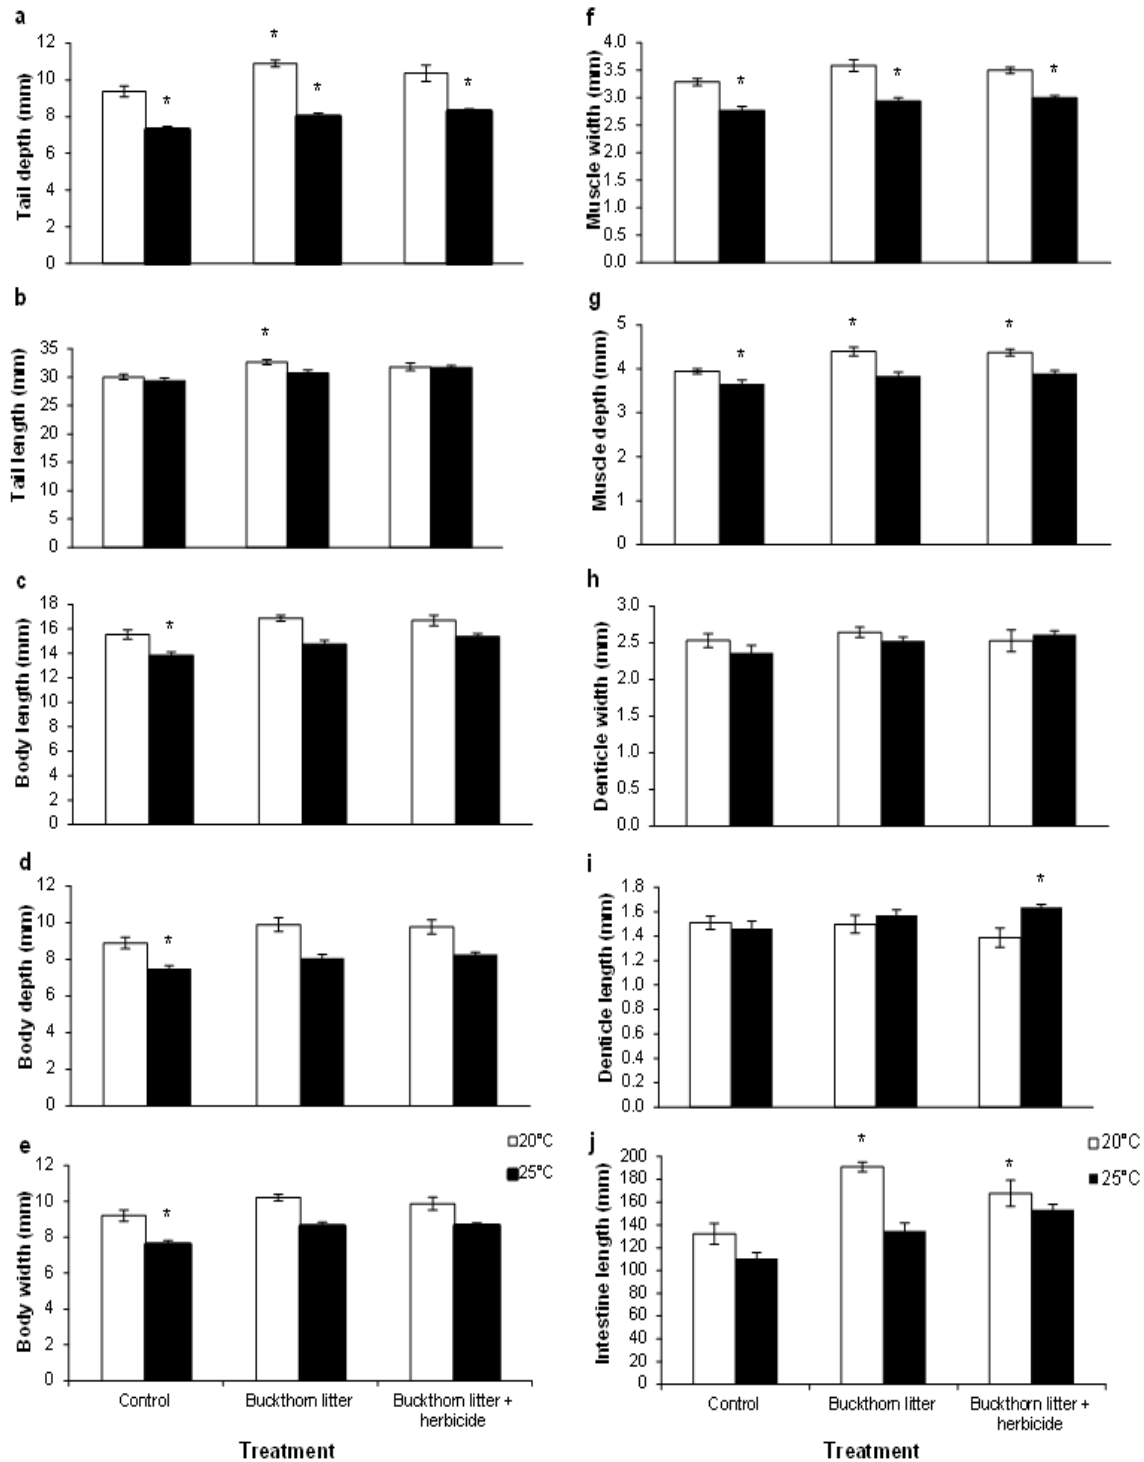 a
*
*
*
*
12
10
8
6
4
2
0
Tail depth (mm)
b
*
35
30
25
20
15
10
5
0
Tail length (mm)
c
*
18
16
14
12
10
8
6
4
2
0
Body length (mm)
d
*
12
10
8
6
4
2
0
Body depth (mm)
e
*
20°C
25°C
12
10
8
6
4
2
0
Body width (mm)
Control
Buckthorn litter
Buckthorn litter +
herbicide
Treatment
f
*
*
*
4.0
3.5
3.0
2.5
2.0
1.5
1.0
0.5
0.0
Muscle width (mm)
g
*
*
*
5
4
3
2
1
0
Muscle depth (mm)
h
3.0
2.5
2.0
1.5
1.0
0.5
0.0
Denticle width (mm)
i
*
1.8
1.6
1.4
1.2
1.0
0.8
0.6
0.4
0.2
0.0
Denticle length (mm)
j
*
*
20°C
25°C
200
180
160
140
120
100
80
60
40
20
0
Intestine length (mm)
Control
Buckthorn litter
Buckthorn litter +
herbicide
Treatment